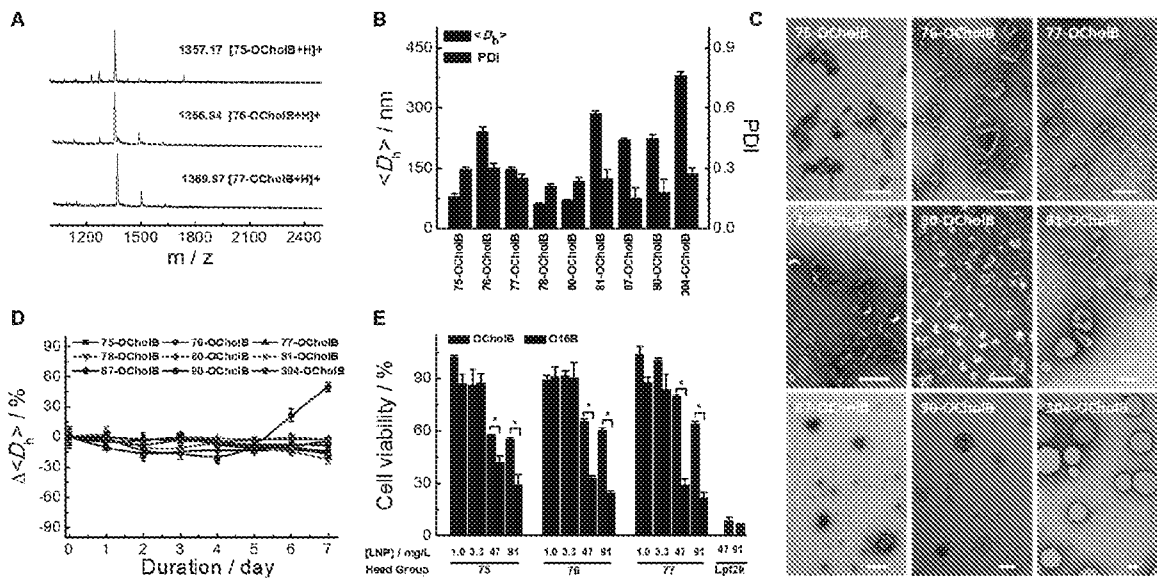 A
1357.17 [75-OCholB+H]+
1356.94 [76-OCholB+H]+
1369.97 [77-OCholB+H]+
1200 1500 1800 2100 2400
m / z
B
<Dh>
PDI
450
300
150
0
<Dh> / nm
0.9
0.6
0.3
0.0
PDI
75-OCholB
76-OCholB
77-OCholB
78-OCholB
80-OCholB
81-OCholB
87-OCholB
90-OCholB
304-OCholB
C
75-OCholB 76-OCholB 77-OCholB
D
75-OCholB 76-OCholB 77-OCholB
78-OCholB 80-OCholB 81-OCholB
87-OCholB 90-OCholB 304-OCholB
90
60
30
0
-30
-60
-90
Δ<Dh> / %
0 1 2 3 4 5 6 7
Duration / day
E
OCholB O16B
90
60
30
0
Cell viability / %
* * * * * *
[LNP] / mg/L 1.0 3.3 47 91 1.0 3.3 47 91 1.0 3.3 47 91 47 91
Head Group 75 76 77 Lpf2k